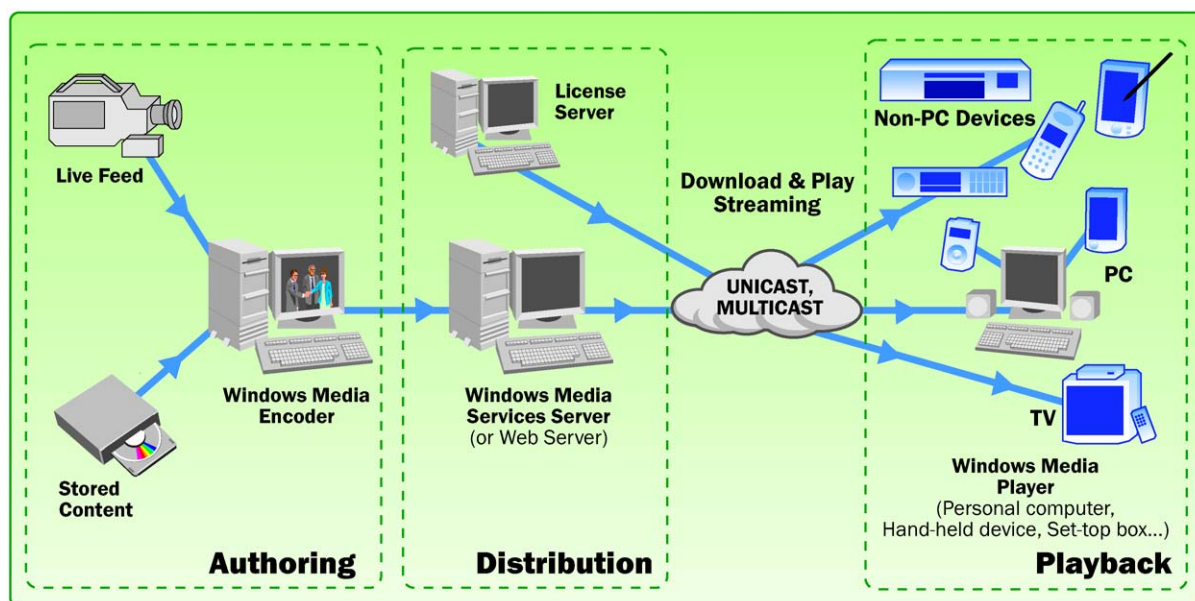 Live Feed
Stored
Content
Windows Media
Encoder
Authoring
License
Server
Windows Media
Services Server
(or Web Server)
Distribution
Download & Play
Streaming
UNICAST,
MULTICAST
Non-PC Devices
PC
TV
Windows Media
Player
(Personal computer,
Hand-held device, Set-top box...)
Playback